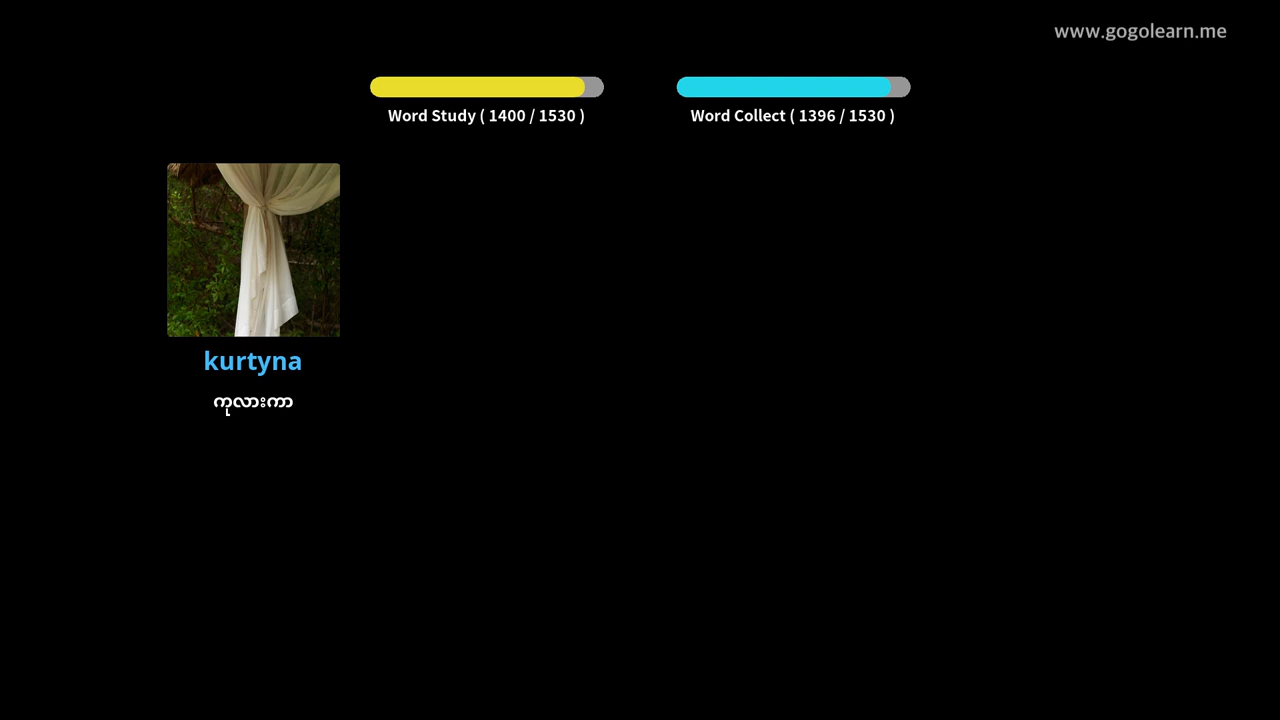 www.gogolearn.me
Word Study ( 1400 / 1530 )
Word Collect ( 1396 / 1530 )
kurtyna
ကုလားကာ